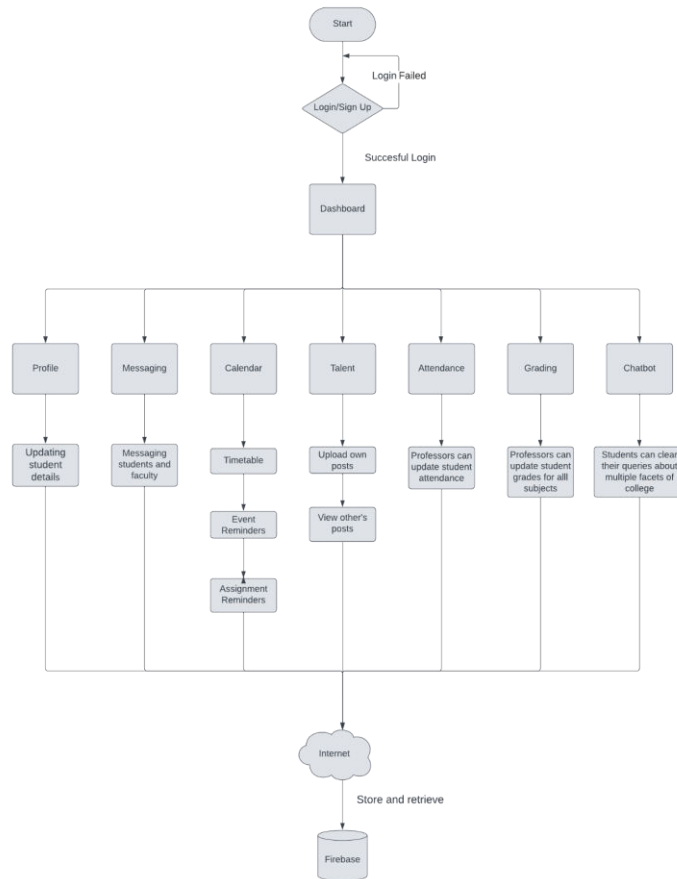 Start
Login Failed
Login/Sign Up
Succesful Login
Dashboard
Profile
Messaging
Calendar
Talent
Attendance
Grading
Chatbot
Updating
student
details
Messaging
students and
faculty
Timetable
Upload own
posts
Professors can
update student
attendance
Professors can
update student
grades for alll
subjects
Students can clear
their queries about
multiple facets of
college
Event
Reminders
View other's
posts
Assignment
Reminders
Internet
Store and retrieve
Firebase